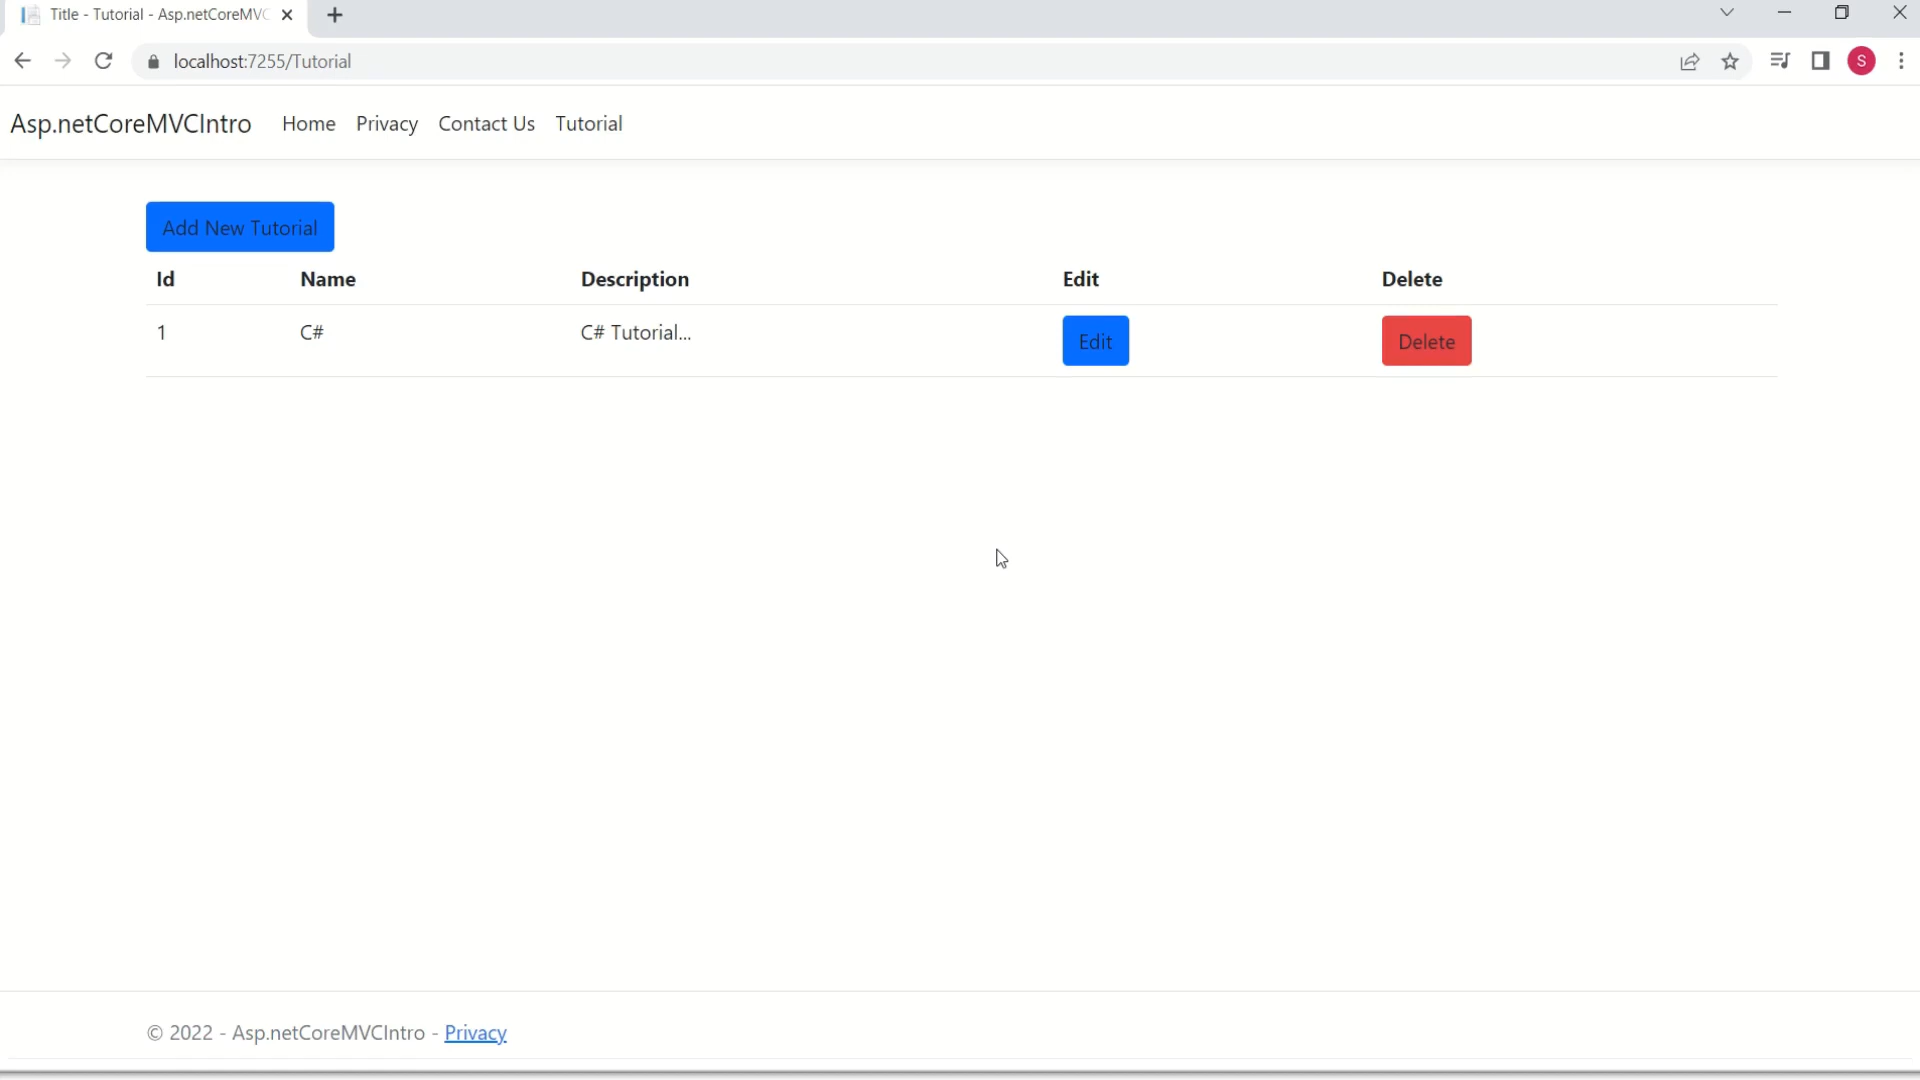 Title - Tutorial - Asp.netCoreMVC
localhost:7255/Tutorial
S
Asp.netCoreMVCIntro Home Privacy Contact Us Tutorial
Add New Tutorial
Id Name Description Edit Delete
1 C# C# Tutorial... Edit Delete
© 2022 - Asp.netCoreMVCIntro - Privacy